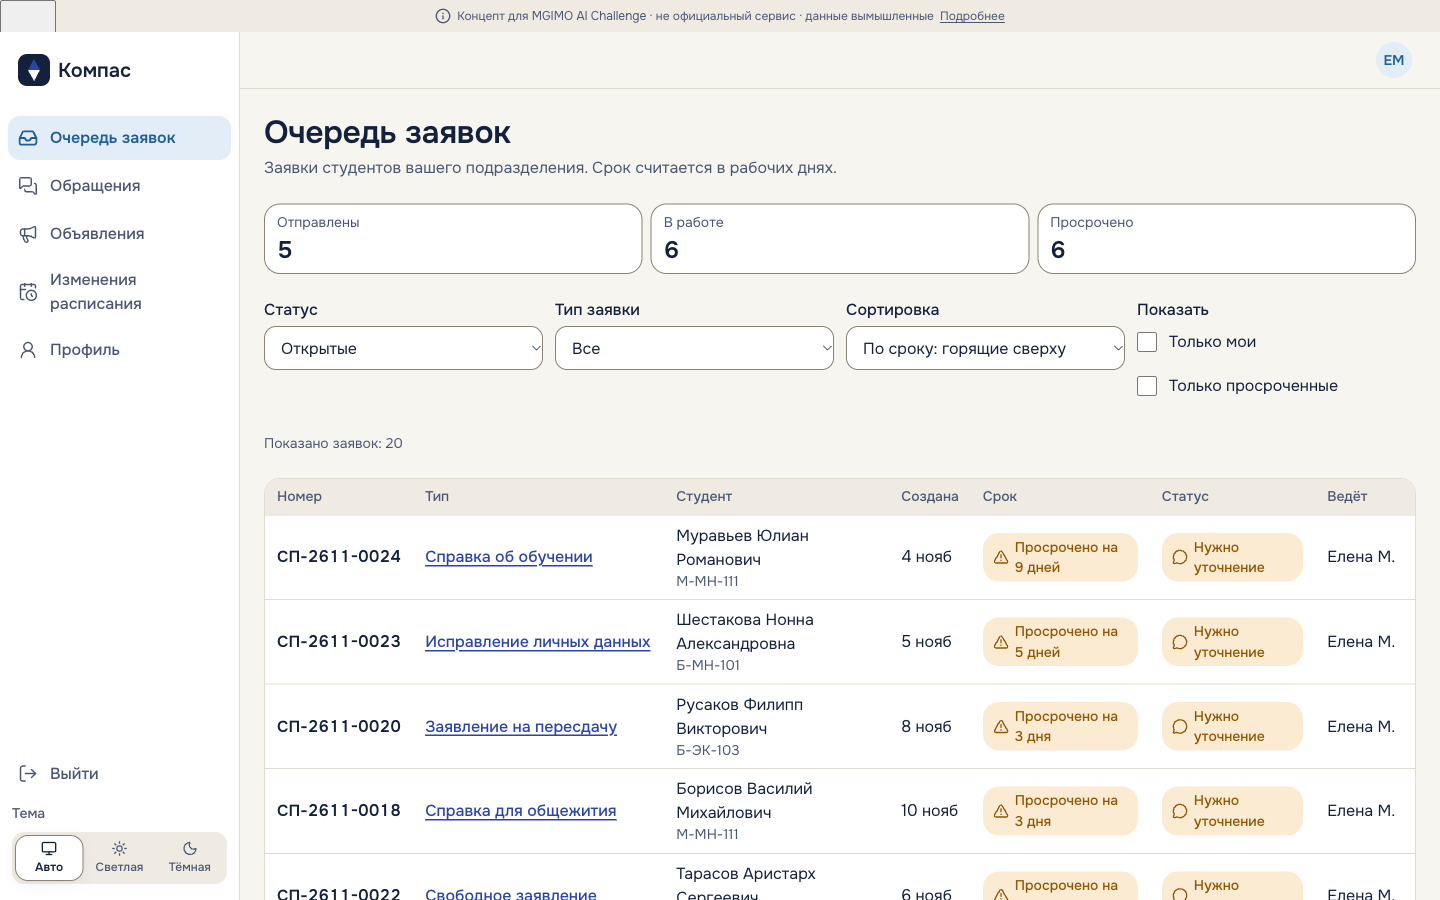 Концепт для MGIMO AI Challenge · не официальный сервис · данные вымышленные Подробнее
Компас
EM
Очередь заявок
Обращения
Объявления
Изменения
расписания
Профиль
Выйти
Тема
Авто Светлая Тёмная
Очередь заявок
Заявки студентов вашего подразделения. Срок считается в рабочих днях.
Отправлены
5
В работе
6
Просрочено
6
Статус
Открытые
Тип заявки
Все
Сортировка
По сроку: горящие сверху
Показать
Только мои
Только просроченные
Показано заявок: 20
Номер Тип Студент Создана Срок Статус Ведёт
СП-2611-0024 Справка об обучении
Муравьев Юлиан
Романович
М-МН-111
4 нояб
Просрочено на
9 дней
Нужно
уточнение
Елена М.
СП-2611-0023 Исправление личных данных
Шестакова Нонна
Александровна
Б-МН-101
5 нояб
Просрочено на
5 дней
Нужно
уточнение
Елена М.
СП-2611-0020 Заявление на пересдачу
Русаков Филипп
Викторович
Б-ЭК-103
8 нояб
Просрочено на
3 дня
Нужно
уточнение
Елена М.
СП-2611-0018 Справка для общежития
Борисов Василий
Михайлович
М-МН-111
10 нояб
Просрочено на
3 дня
Нужно
уточнение
Елена М.
СП-2611-0022 Свободное заявление
Тарасов Аристарх
Сергеевич
6 нояб
Просрочено на
Нужно
Елена М.